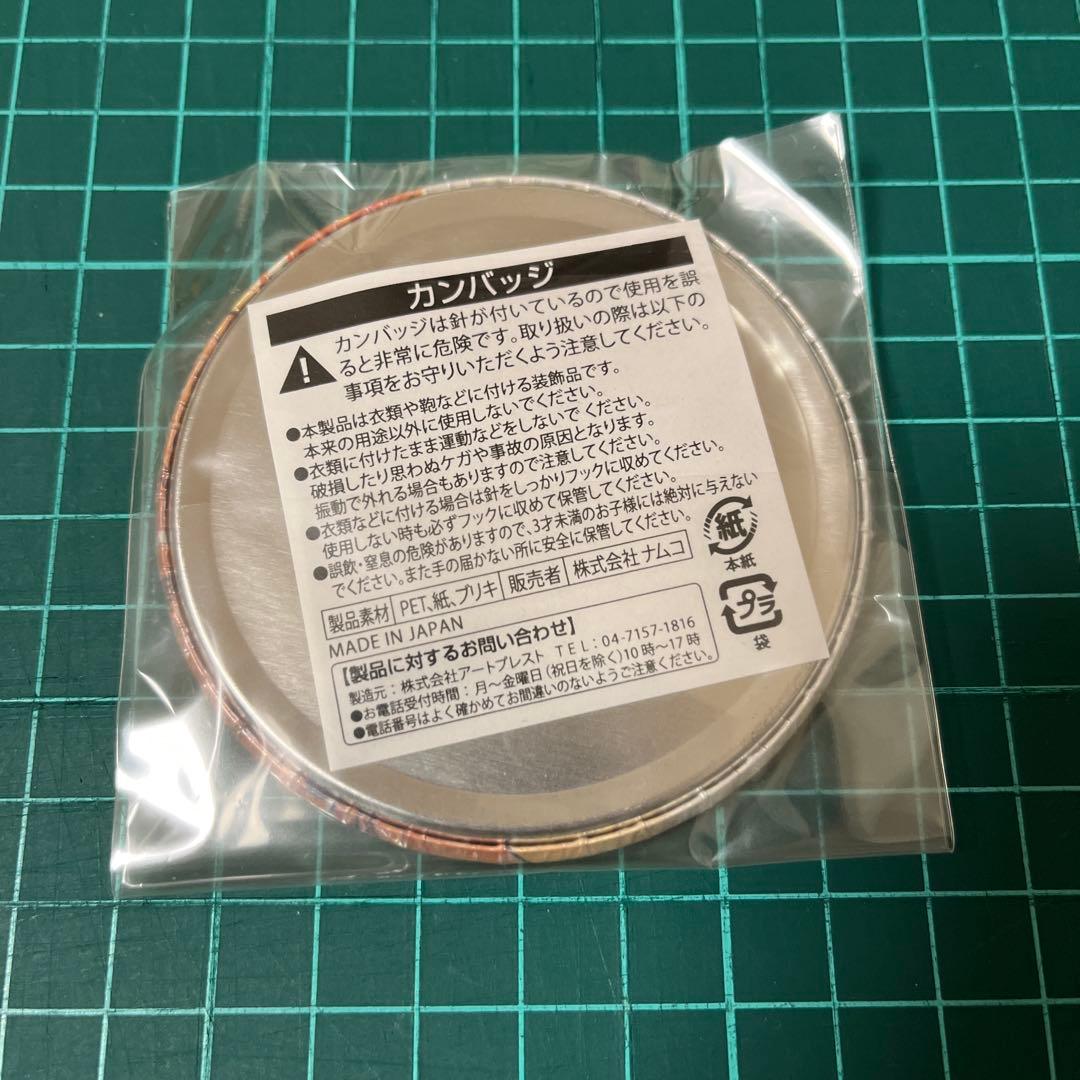 カンバッジ
カンバッジは針が付いているので使用を誤
ると非常に危険です。取り扱いの際は以下の
事項をお守りいただくよう注意してください。
●本製品は衣類や鞄などに付ける装飾品です。
本来の用途以外に使用しないでください。
●衣類に付けたまま運動などをしないでください。
破損したり思わぬケガや事故の原因となります。
振動で外れる場合もありますので注意してください。
●衣類などに付ける場合は針をしっかりフックに収めてください。
使用しない時も必ずフックに収めて保管してください。
●誤飲・窒息の危険がありますので、3才未満のお子様には絶対に与えない
でください。また手の届かない所に安全に保管してください。
製品素材 PET、紙、ブリキ 販売者 株式会社 ナムコ
MADE IN JAPAN
【製品に対するお問い合わせ】
製造元：株式会社アートプレスト TEL：04-7157-1816
●お電話受付時間：月～金曜日（祝日を除く）10時～17時
●電話番号はよく確かめてお間違いのないようご注意ください。
紙
本紙
プラ
袋